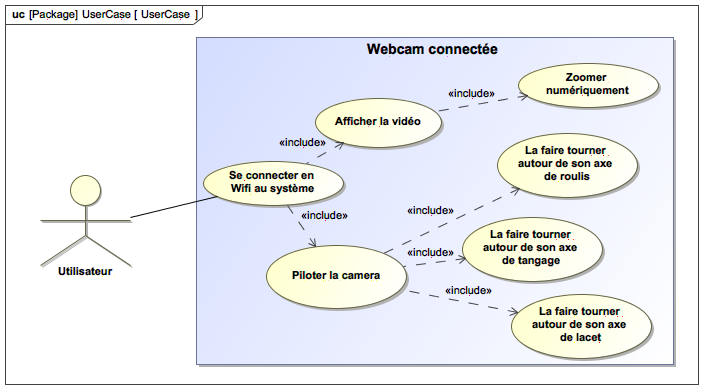 uc [Package] UserCase [ UserCase ]
Webcam connectée
Zoomer
numériquement
«include»
Afficher la vidéo
«include»
La faire tourner
autour de son axe
de roulis
Se connecter en
Wifi au système
«include»
«include»
Utilisateur
La faire tourner
autour de son axe
de tangage
«include»
Piloter la camera
«include»
La faire tourner
autour de son axe
de lacet